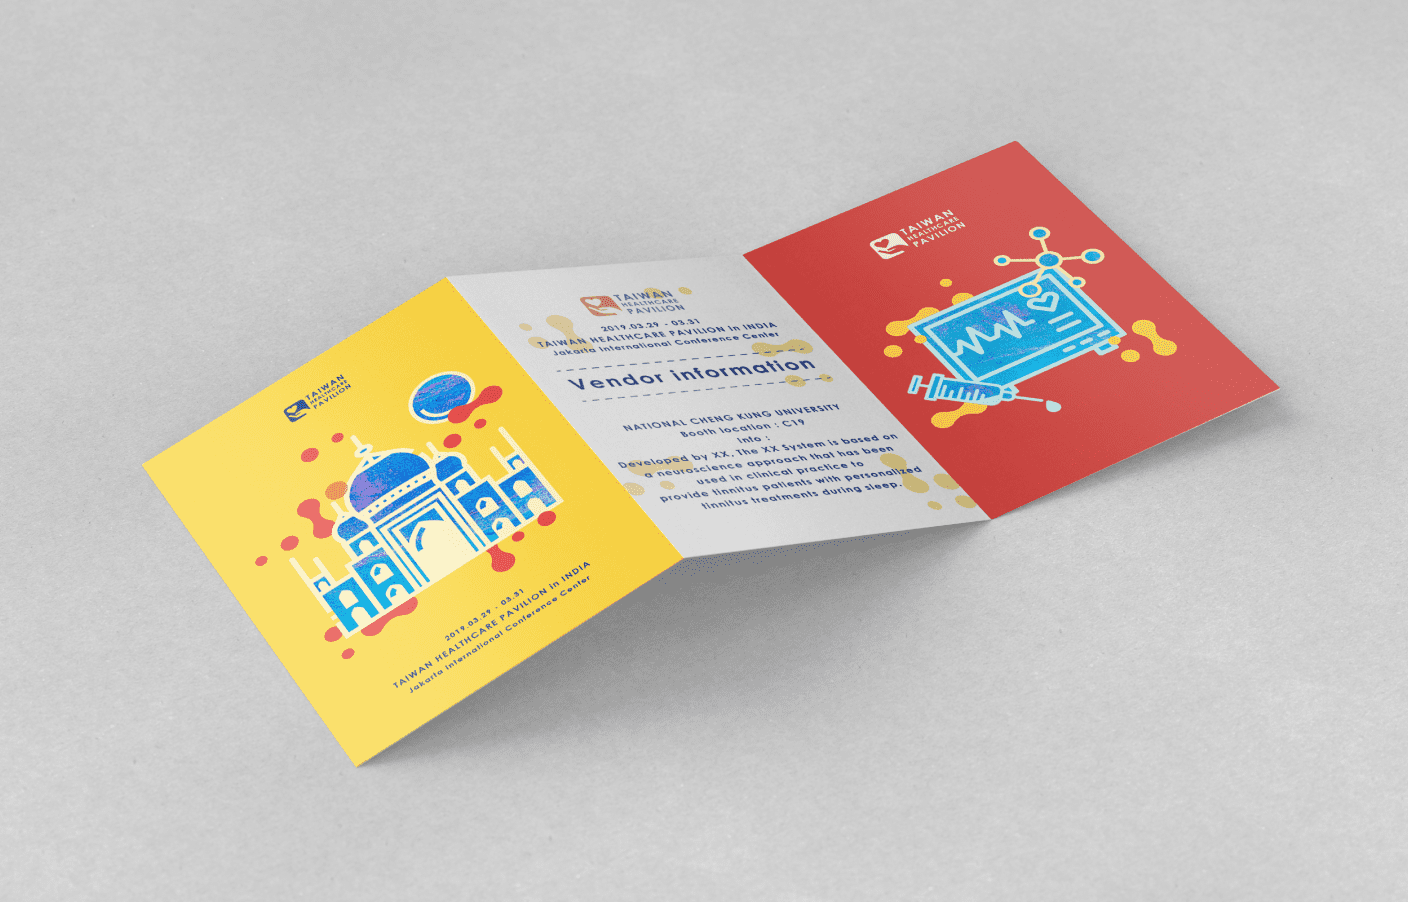 TAIWAN
HEALTHCARE
PAVILION
2019.03.29 - 03.31
TAIWAN HEALTHCARE PAVILION in INDIA
Jakarta International Conference Center
TAIWAN
HEALTHCARE
PAVILION
2019.03.29 - 03.31
TAIWAN HEALTHCARE PAVILION in INDIA
Jakarta International Conference Center
Vendor information
NATIONAL CHENG KUNG UNIVERSITY
Booth location : C19
Info :
Developed by XX. The XX System is based on
a neuroscience approach that has been
used in clinical practice to
provide tinnitus patients with personalized
tinnitus treatments during sleep.
TAIWAN
HEALTHCARE
PAVILION